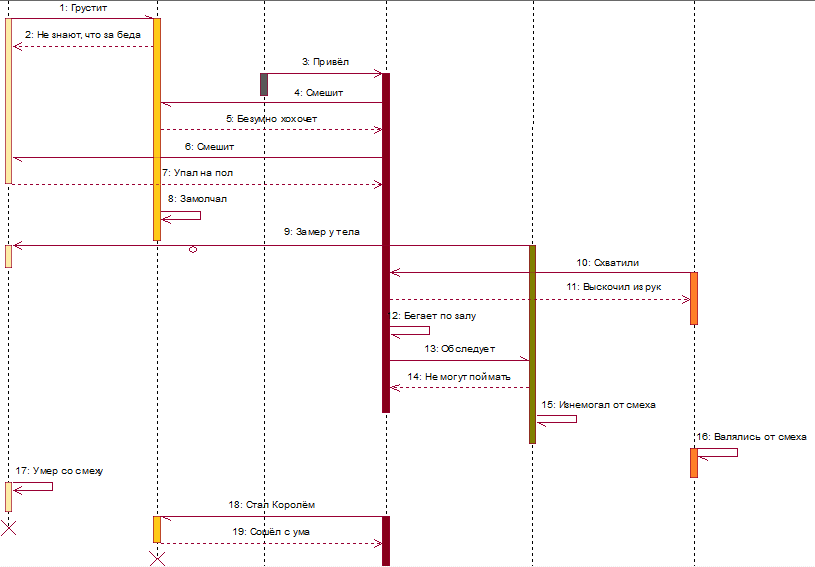 1: Грустит
2: Не знают, что за беда
3: Привёл
4: Смешит
5: Безумно хохочет
6: Смешит
7: Упал на пол
8: Замолчал
9: Замер у тела
10: Схватили
11: Выскочил из рук
12: Бегает по залу
13: Обследует
14: Не могут поймать
15: Изнемогал от смеха
16: Валялись от смеха
17: Умер со смеху
18: Стал Королём
19: Сошёл с ума